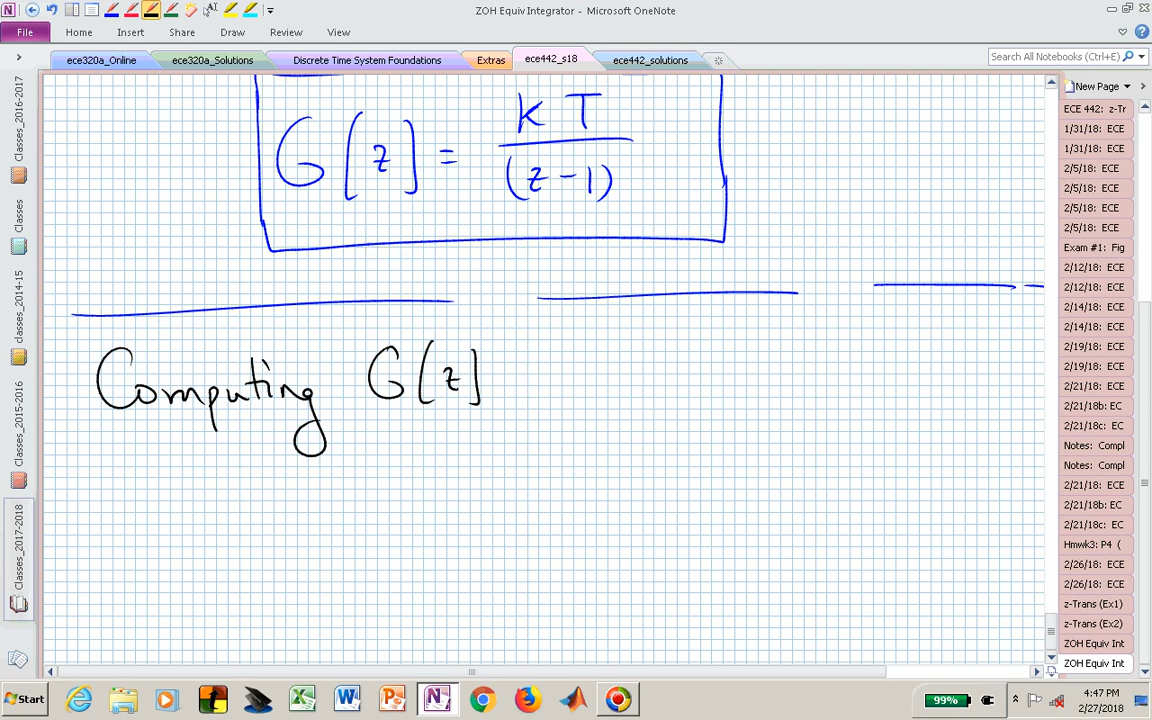 ZOH Equiv Integrator - Microsoft OneNote
File Home Insert Share Draw Review View
ece320a_Online ece320a_Solutions Discrete Time System Foundations Extras ece442_s18 ece442_solutions Search All Notebooks (Ctrl+E)
New Page
G[z] = kT / (z-1)
Computing G[z]
Classes_2016-2017
Classes
classes_2014-15
Classes_2015-2016
Classes_2017-2018
ECE 442: z-Tr
1/31/18: ECE
1/31/18: ECE
2/5/18: ECE
2/5/18: ECE
2/5/18: ECE
2/5/18: ECE
Exam #1: Fig
2/12/18: ECE
2/12/18: ECE
2/14/18: ECE
2/14/18: ECE
2/19/18: ECE
2/19/18: ECE
2/21/18: ECE
2/21/18b: EC
2/21/18c: EC
Notes: Compl
Notes: Compl
2/21/18: ECE
2/21/18b: EC
2/21/18c: EC
Hmwk3: P4 (
2/26/18: ECE
2/26/18: ECE
z-Trans (Ex1)
z-Trans (Ex2)
ZOH Equiv Int
ZOH Equiv Int
Start
99%
4:47 PM
2/27/2018